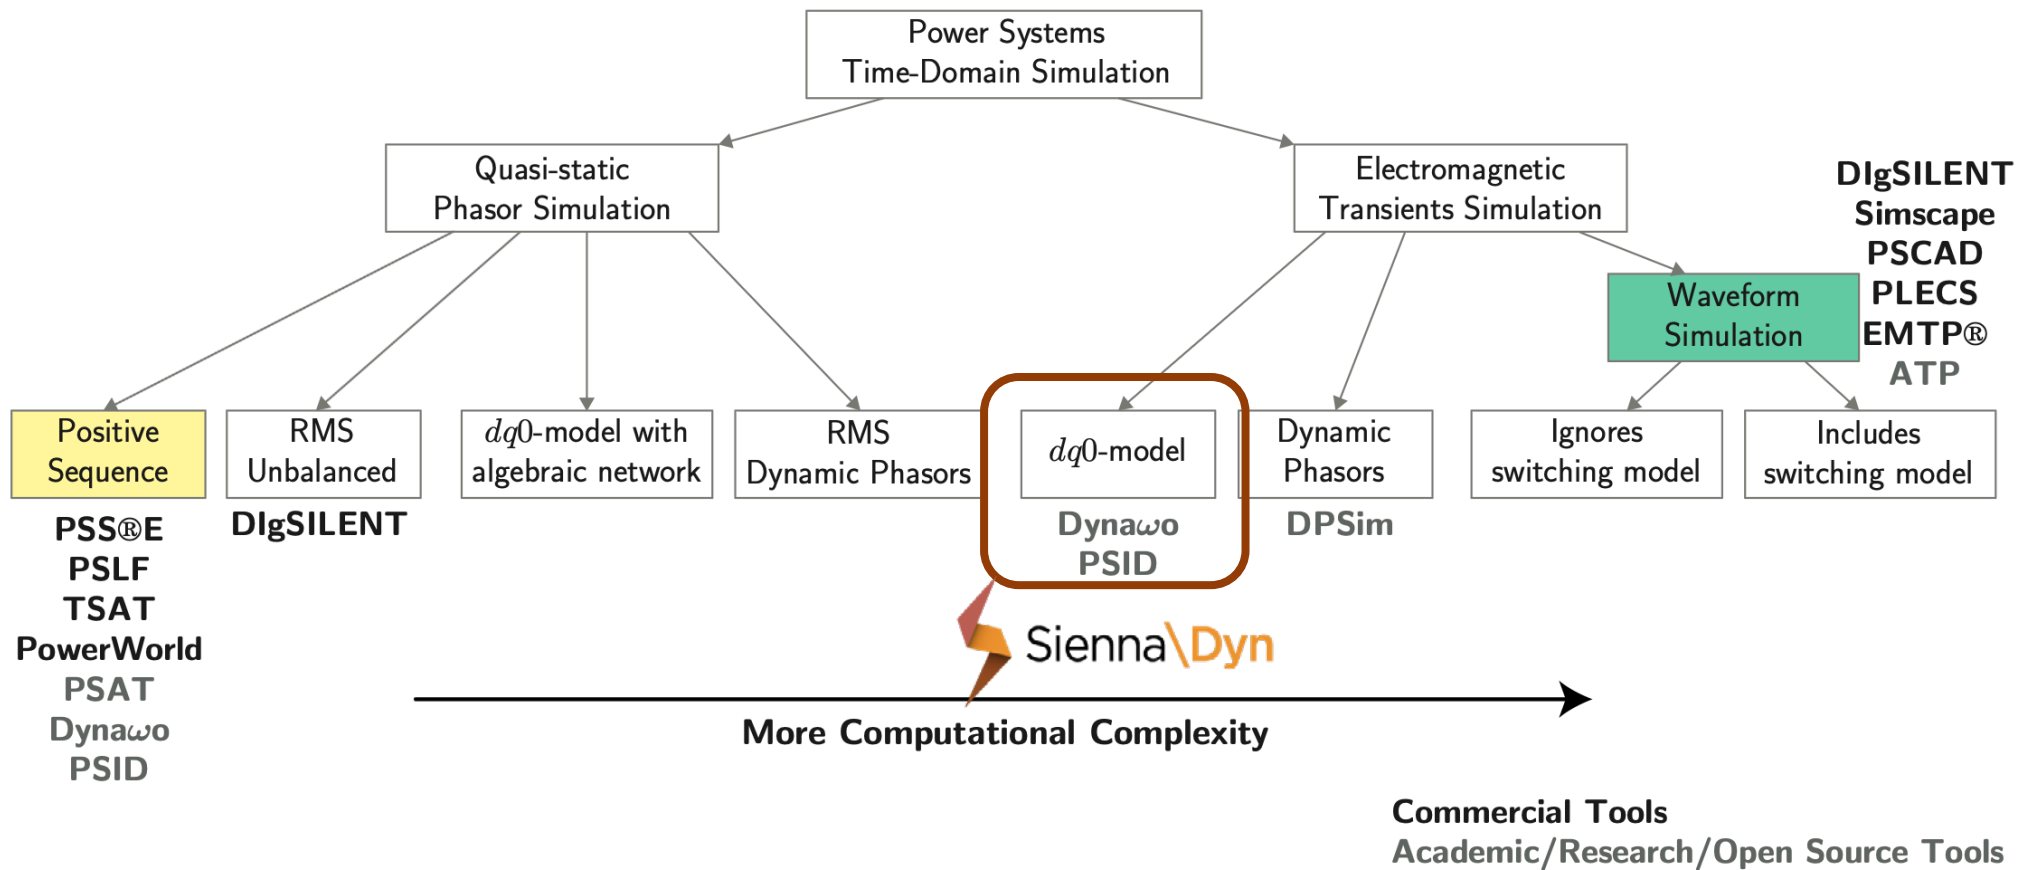 Power Systems
Time-Domain Simulation
Quasi-static
Phasor Simulation
Electromagnetic
Transients Simulation
DIgSILENT
Simscape
PSCAD
PLECS
EMTP®
ATP
Waveform
Simulation
Positive
Sequence
RMS
Unbalanced
dq0-model with
algebraic network
RMS
Dynamic Phasors
dq0-model
Dynamic
Phasors
Ignores
switching model
Includes
switching model
PSS®E
PSLF
TSAT
PowerWorld
PSAT
Dynaωo
PSID
DIgSILENT
Dynaωo
PSID
DPSim
Sienna\Dyn
More Computational Complexity
Commercial Tools
Academic/Research/Open Source Tools